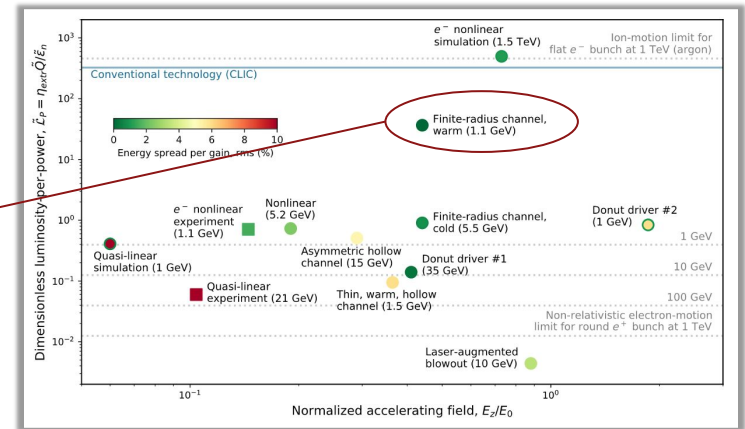 Dimensionless luminosity-per-power, 𝓛̃_P = η_extr Q̃/ε̃_n
10³
10²
10¹
10⁰
10⁻¹
10⁻²
e⁻ nonlinear
simulation (1.5 TeV)
Ion-motion limit for
flat e⁻ bunch at 1 TeV (argon)
Conventional technology (CLIC)
0 2 4 6 8 10
Energy spread per gain, rms (%)
Finite-radius channel,
warm (1.1 GeV)
e⁻ nonlinear
experiment
(1.1 GeV)
Nonlinear
(5.2 GeV)
Finite-radius channel,
cold (5.5 GeV)
Donut driver #2
(1 GeV)
1 GeV
Quasi-linear
simulation (1 GeV)
Asymmetric hollow
channel (15 GeV)
Donut driver #1
(35 GeV)
10 GeV
Quasi-linear
experiment (21 GeV)
Thin, warm, hollow
channel (1.5 GeV)
100 GeV
Non-relativistic electron-motion
limit for round e⁺ bunch at 1 TeV
Laser-augmented
blowout (10 GeV)
10⁻¹ 10⁰
Normalized accelerating field, E_z/E_0